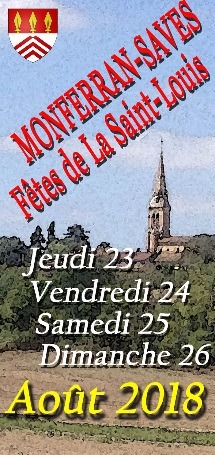 MONFERRAN-SAVES
Fêtes de La Saint-Louis
Jeudi 23
Vendredi 24
Samedi 25
Dimanche 26
Août 2018